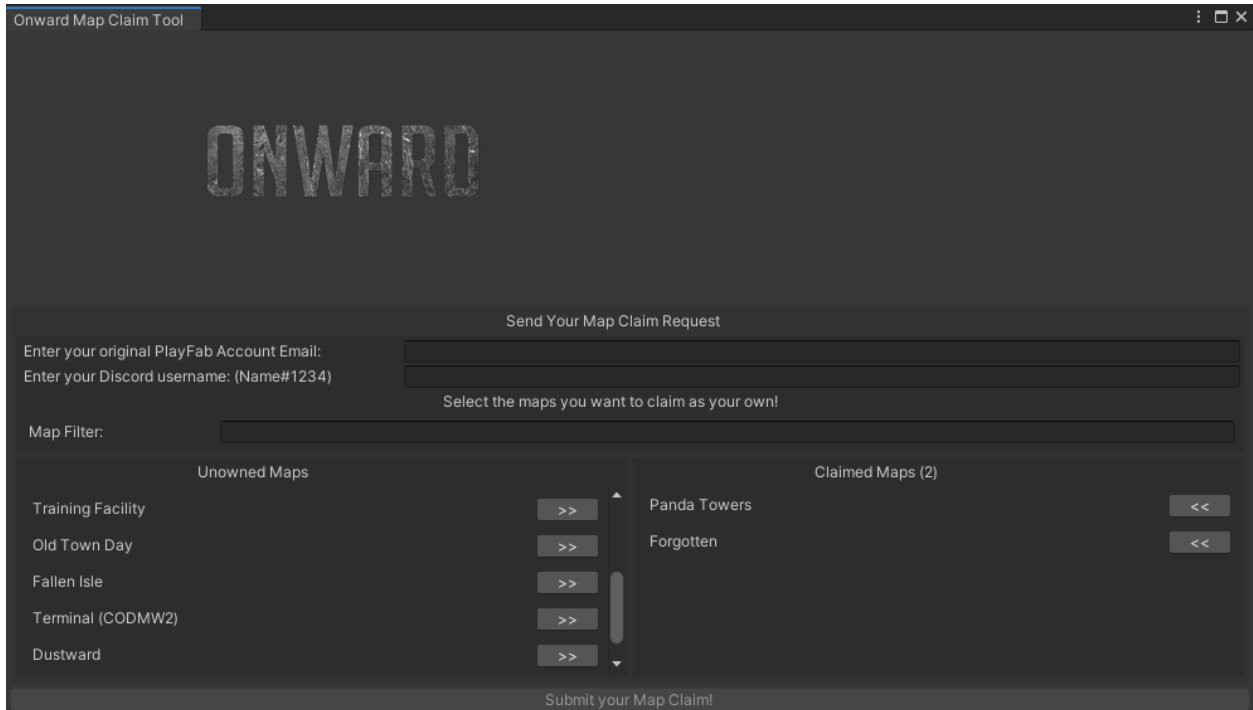 Onward Map Claim Tool
ONWARD
Send Your Map Claim Request
Enter your original PlayFab Account Email:
Enter your Discord username: (Name#1234)
Select the maps you want to claim as your own!
Map Filter:
Unowned Maps
Training Facility >>
Old Town Day >>
Fallen Isle >>
Terminal (CODMW2) >>
Dustward >>
Claimed Maps (2)
Panda Towers <<
Forgotten <<
Submit your Map Claim!